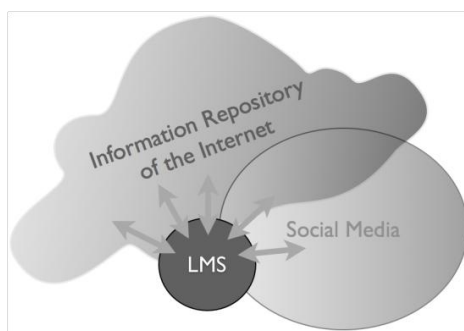 Information Repository
of the Internet
Social Media
LMS